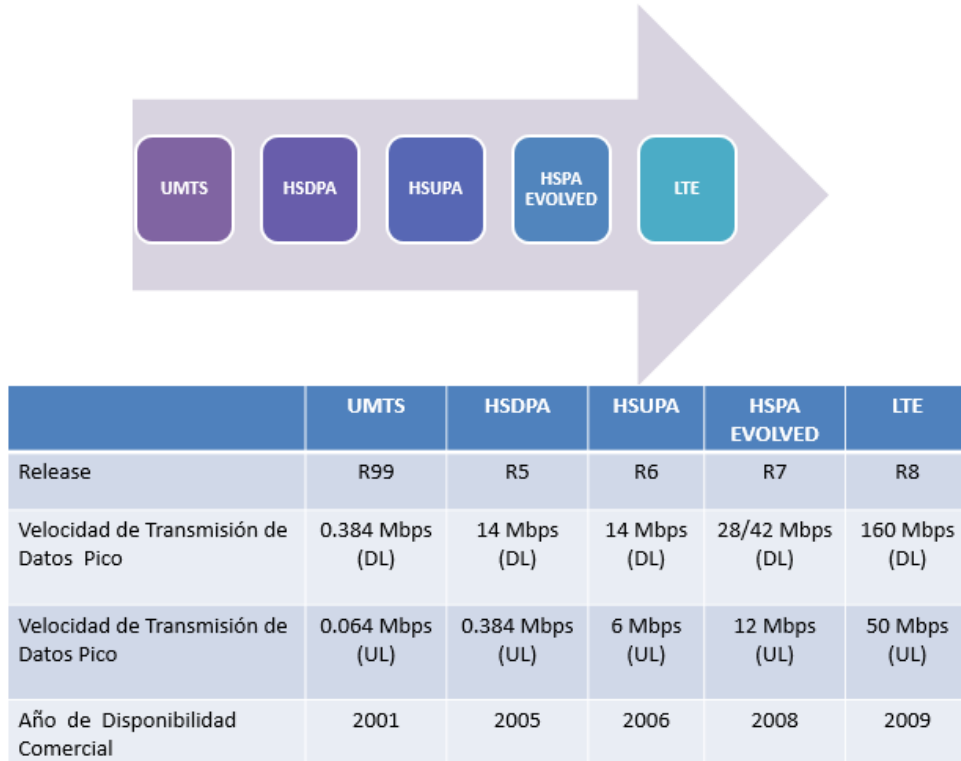 UMTS
HSDPA
HSUPA
HSPA
EVOLVED
LTE
UMTS HSDPA HSUPA HSPA EVOLVED LTE
Release R99 R5 R6 R7 R8
Velocidad de Transmisión de Datos Pico 0.384 Mbps (DL) 14 Mbps (DL) 14 Mbps (DL) 28/42 Mbps (DL) 160 Mbps (DL)
Velocidad de Transmisión de Datos Pico 0.064 Mbps (UL) 0.384 Mbps (UL) 6 Mbps (UL) 12 Mbps (UL) 50 Mbps (UL)
Año de Disponibilidad Comercial 2001 2005 2006 2008 2009